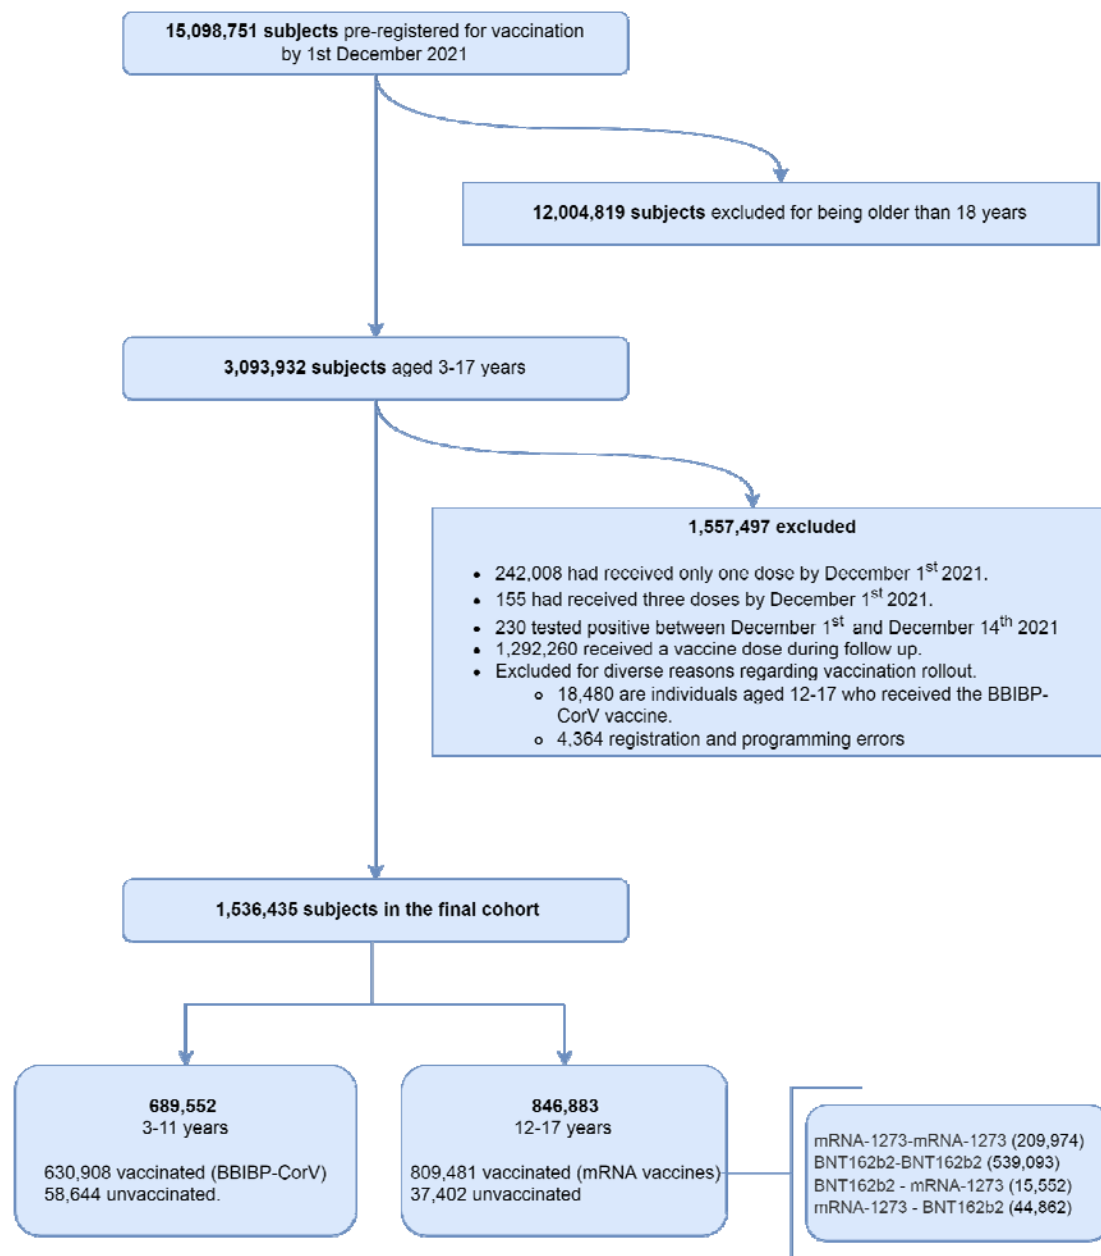 15,098,751 subjects pre-registered for vaccination
by 1st December 2021
12,004,819 subjects excluded for being older than 18 years
3,093,932 subjects aged 3-17 years
1,557,497 excluded
• 242,008 had received only one dose by December 1st 2021.
• 155 had received three doses by December 1st 2021.
• 230 tested positive between December 1st and December 14th 2021
• 1,292,260 received a vaccine dose during follow up.
• Excluded for diverse reasons regarding vaccination rollout.
o 18,480 are individuals aged 12-17 who received the BBIBP-
CorV vaccine.
o 4,364 registration and programming errors
1,536,435 subjects in the final cohort
689,552
3-11 years
630,908 vaccinated (BBIBP-CorV)
58,644 unvaccinated.
846,883
12-17 years
809,481 vaccinated (mRNA vaccines)
37,402 unvaccinated
mRNA-1273-mRNA-1273 (209,974)
BNT162b2-BNT162b2 (539,093)
BNT162b2 - mRNA-1273 (15,552)
mRNA-1273 - BNT162b2 (44,862)